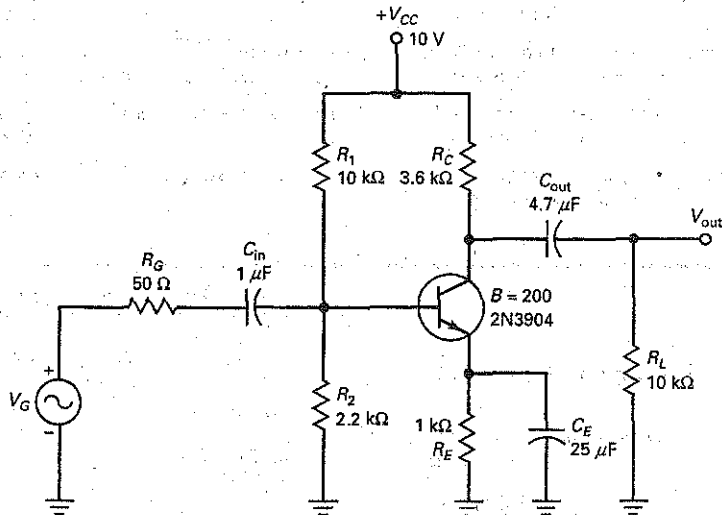 +V_CC
10 V
R_1
10 kΩ
R_C
3.6 kΩ
C_out
4.7 μF
V_out
R_G
50 Ω
C_in
1 μF
B = 200
2N3904
+
V_G
-
R_2
2.2 kΩ
1 kΩ
R_E
C_E
25 μF
R_L
10 kΩ